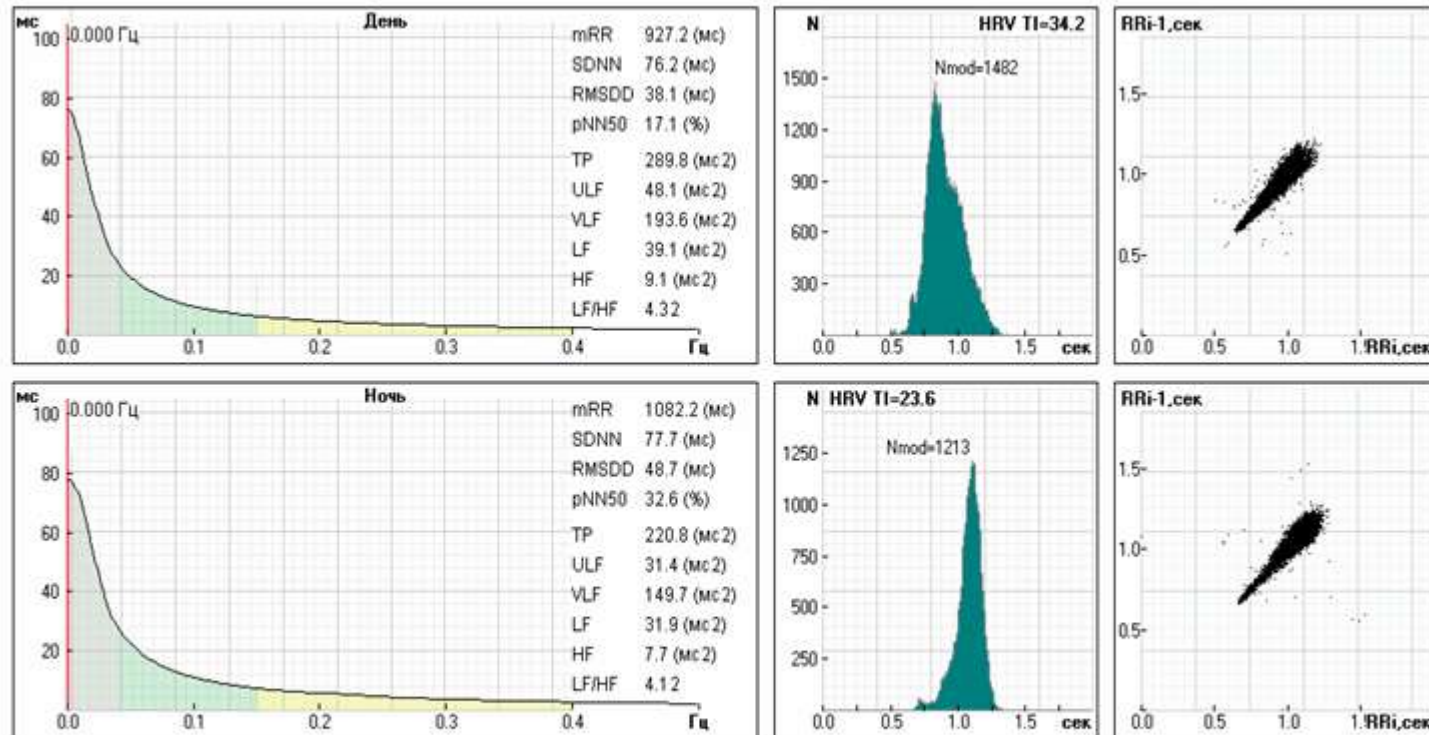 мс
День
100
0.000 Гц
80
60
40
20
0.0 0.1 0.2 0.3 0.4 Гц
mRR 927.2 (мс)
SDNN 76.2 (мс)
RMSDD 38.1 (мс)
pNN50 17.1 (%)
TP 289.8 (мс2)
ULF 48.1 (мс2)
VLF 193.6 (мс2)
LF 39.1 (мс2)
HF 9.1 (мс2)
LF/HF 4.32
N HRV TI=34.2
Nmod=1482
1500
1200
900
600
300
0.0 0.5 1.0 1.5 сек
RRi-1,сек
1.5
1.0
0.5
0.0 0.5 1.0 1. RRi,сек
мс
Ночь
100
0.000 Гц
80
60
40
20
0.0 0.1 0.2 0.3 0.4 Гц
mRR 1082.2 (мс)
SDNN 77.7 (мс)
RMSDD 48.7 (мс)
pNN50 32.6 (%)
TP 220.8 (мс2)
ULF 31.4 (мс2)
VLF 149.7 (мс2)
LF 31.9 (мс2)
HF 7.7 (мс2)
LF/HF 4.12
N HRV TI=23.6
Nmod=1213
1250
1000
750
500
250
0.0 0.5 1.0 1.5 сек
RRi-1,сек
1.5
1.0
0.5
0.0 0.5 1.0 1. RRi,сек